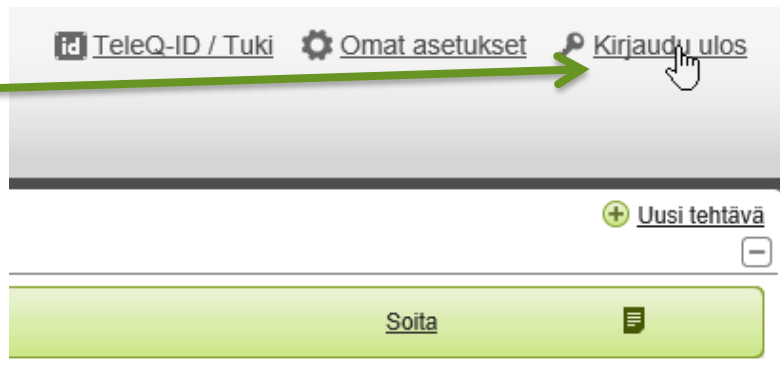 id TeleQ-ID / Tuki Omat asetukset Kirjaudu ulos
Uusi tehtävä
Soita